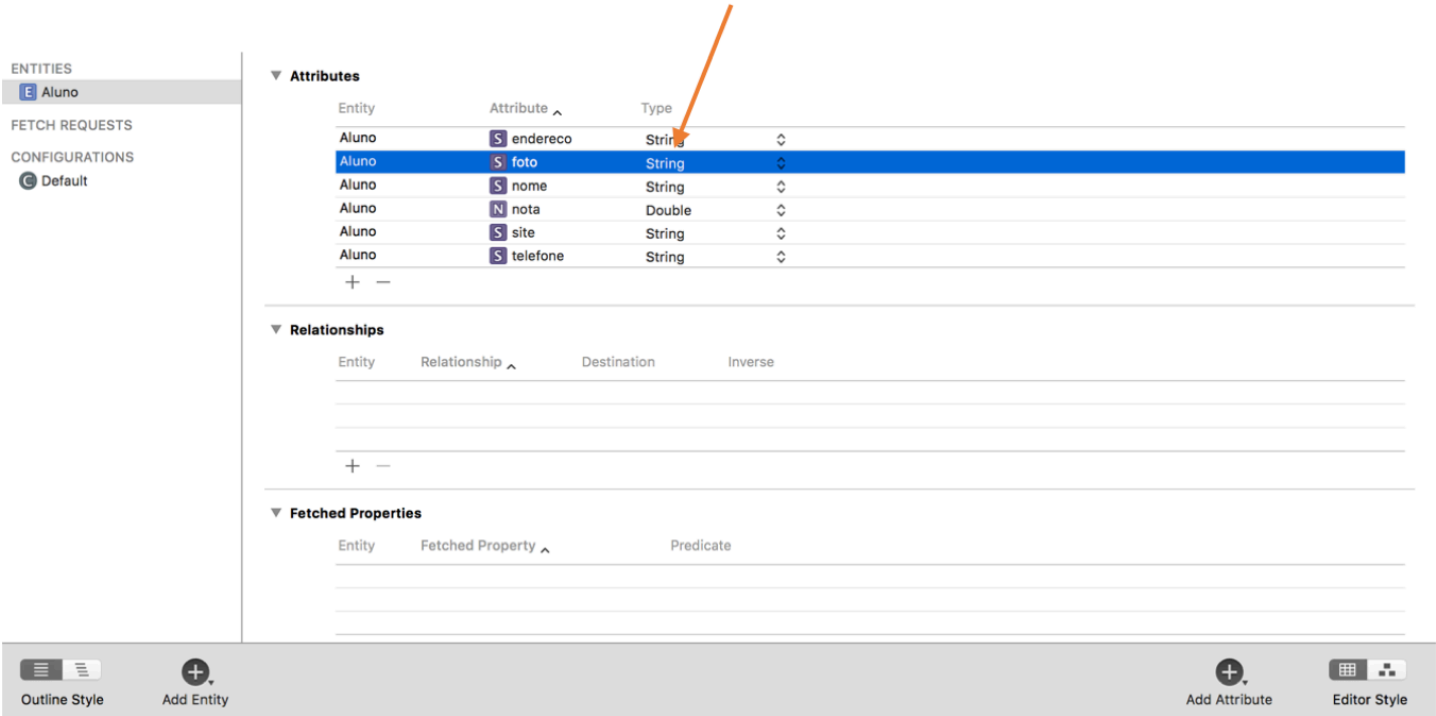 ENTITIES
E Aluno
FETCH REQUESTS
CONFIGURATIONS
C Default
Attributes
Entity Attribute Type
Aluno S endereco String
Aluno S foto String
Aluno S nome String
Aluno N nota Double
Aluno S site String
Aluno S telefone String
Relationships
Entity Relationship Destination Inverse
Fetched Properties
Entity Fetched Property Predicate
Outline Style Add Entity Add Attribute Editor Style